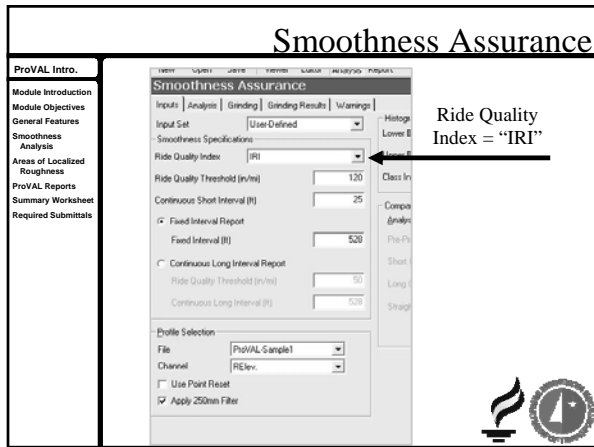 Smoothness Assurance
ProVAL Intro.
Module Introduction
Module Objectives
General Features
Smoothness
Analysis
Areas of Localized
Roughness
ProVAL Reports
Summary Worksheet
Required Submittals
New Open Save Viewer Editor Analysis Report
Smoothness Assurance
Inputs Analysis Grinding Grinding Results Warnings
Input Set User-Defined
Smoothness Specifications
Ride Quality Index IRI
Ride Quality Threshold (in/mi) 120
Continuous Short Interval (ft) 25
Fixed Interval Report
Fixed Interval (ft) 528
Continuous Long Interval Report
Ride Quality Threshold (in/mi) 50
Continuous Long Interval (ft) 528
Profile Selection
File ProVAL-Sample1
Channel RElev.
Use Point Reset
Apply 250mm Filter
Histogr
Lower B
Upper B
Class In
Compa
Analys
Pre-Pr
Short
Long C
Straigh
Ride Quality
Index = “IRI”